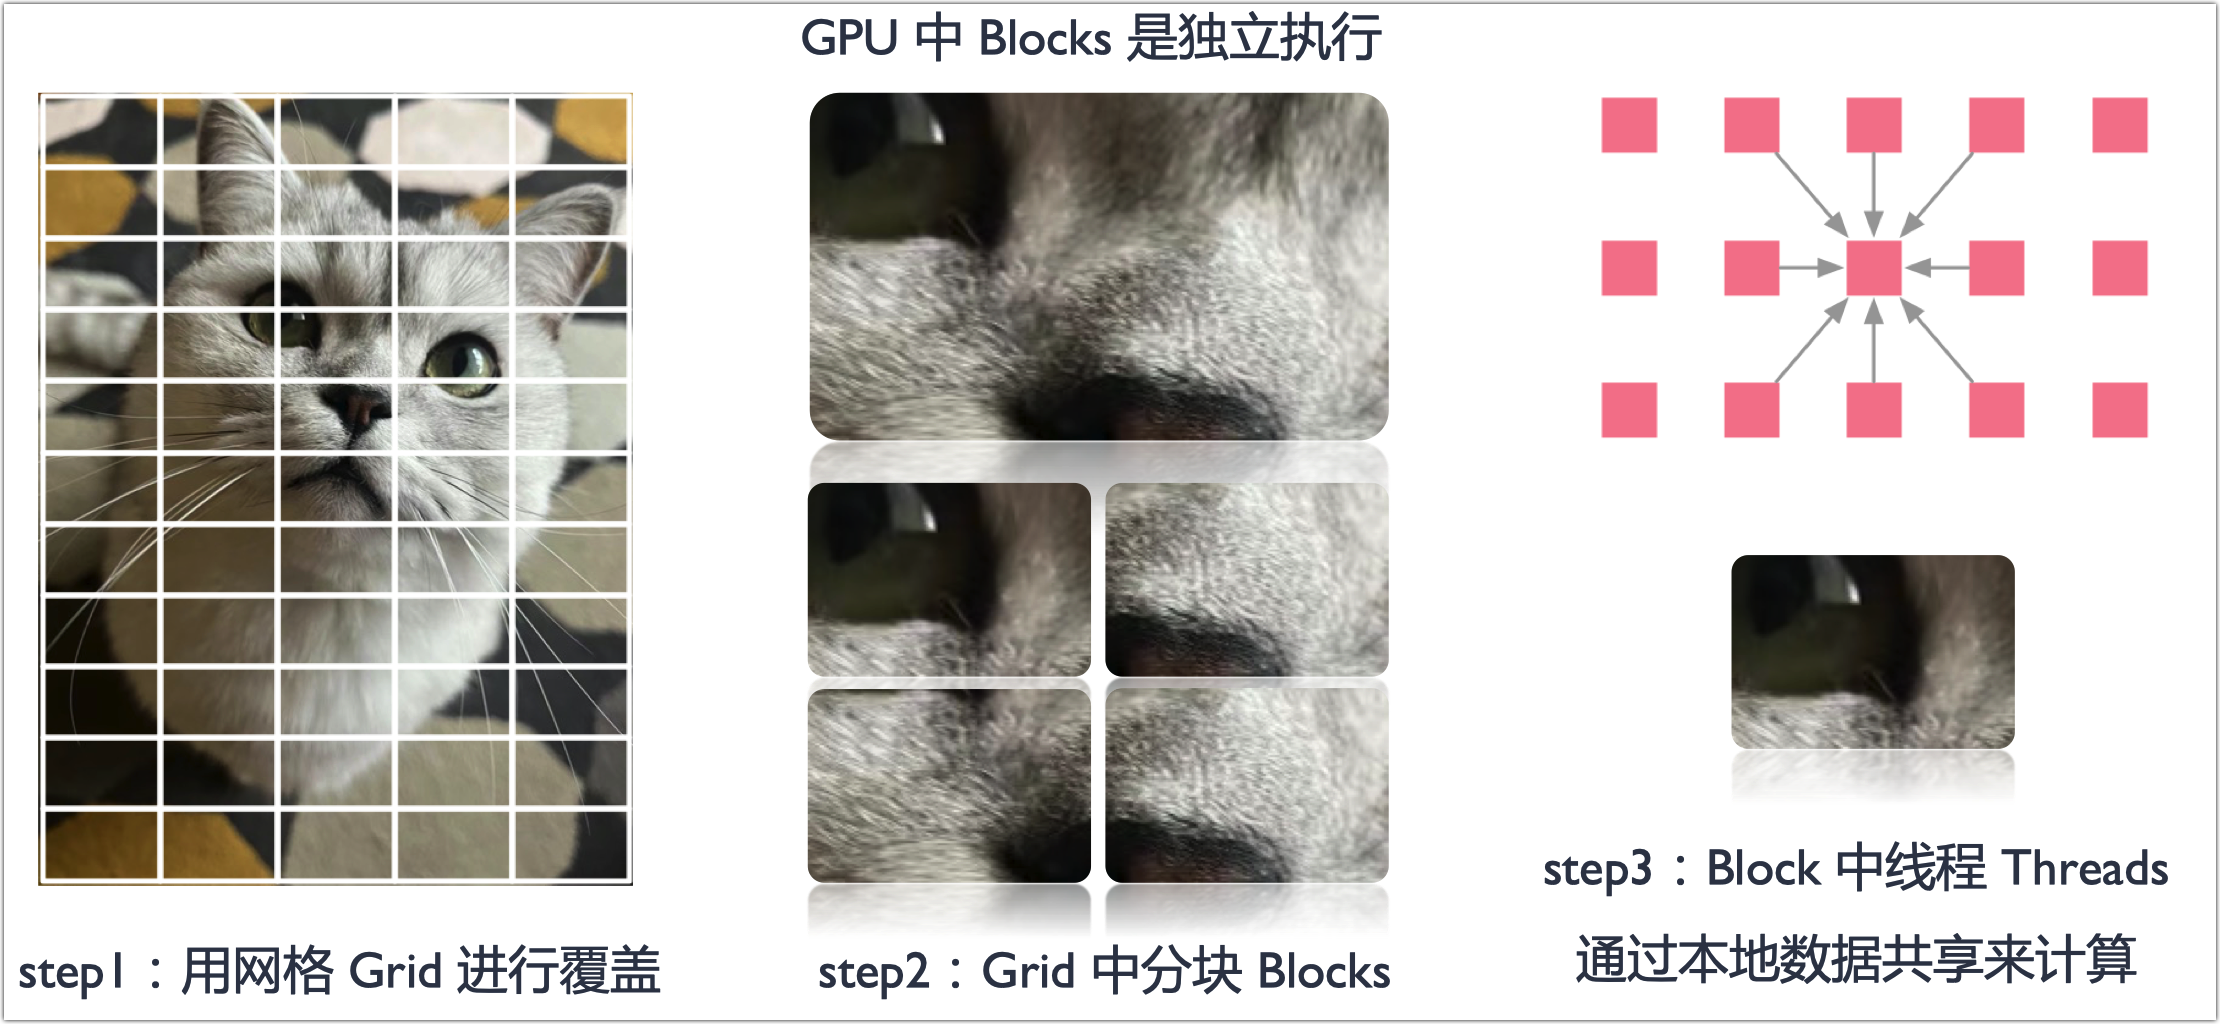 GPU 中 Blocks 是独立执行
step1：用网格 Grid 进行覆盖
step2：Grid 中分块 Blocks
step3：Block 中线程 Threads
通过本地数据共享来计算